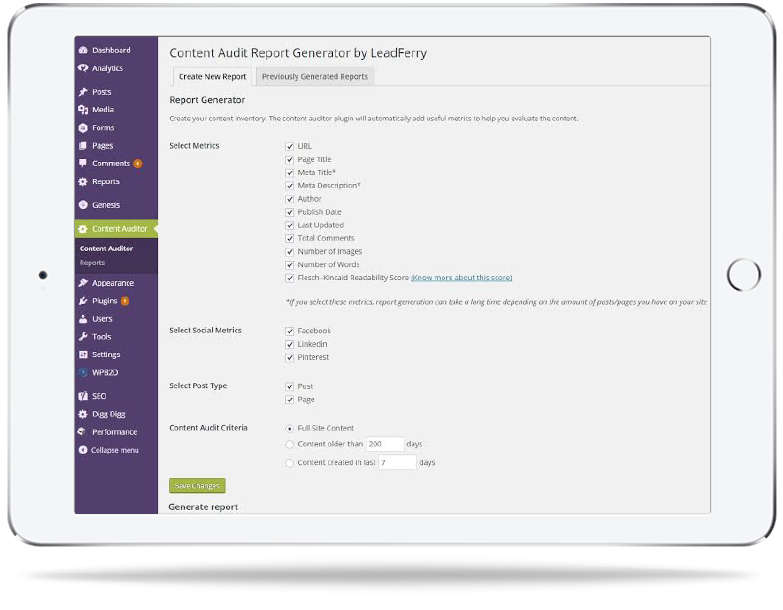 Content Audit Report Generator by LeadFerry
Create New Report
Previously Generated Reports
Report Generator
Create your content inventory. The content auditor plugin will automatically add useful metrics to help you evaluate the content.
Select Metrics
URL
Page Title
Meta Title*
Meta Description*
Author
Publish Date
Last Updated
Total Comments
Number of Images
Number of Words
Flesch-Kincaid Readability Score (Know more about this score)
*If you select these metrics, report generation can take a long time depending on the amount of posts/pages you have on your site
Select Social Metrics
Facebook
LinkedIn
Pinterest
Select Post Type
Post
Page
Content Audit Criteria
Full Site Content
Content older than 200 days
Content created in last 7 days
Save Changes
Generate report
Dashboard
Analytics
Posts
Media
Forms
Pages
Comments
Reports
Genesis
Content Auditor
Content Auditor
Reports
Appearance
Plugins
Users
Tools
Settings
WPB2D
SEO
Digg Digg
Performance
Collapse menu